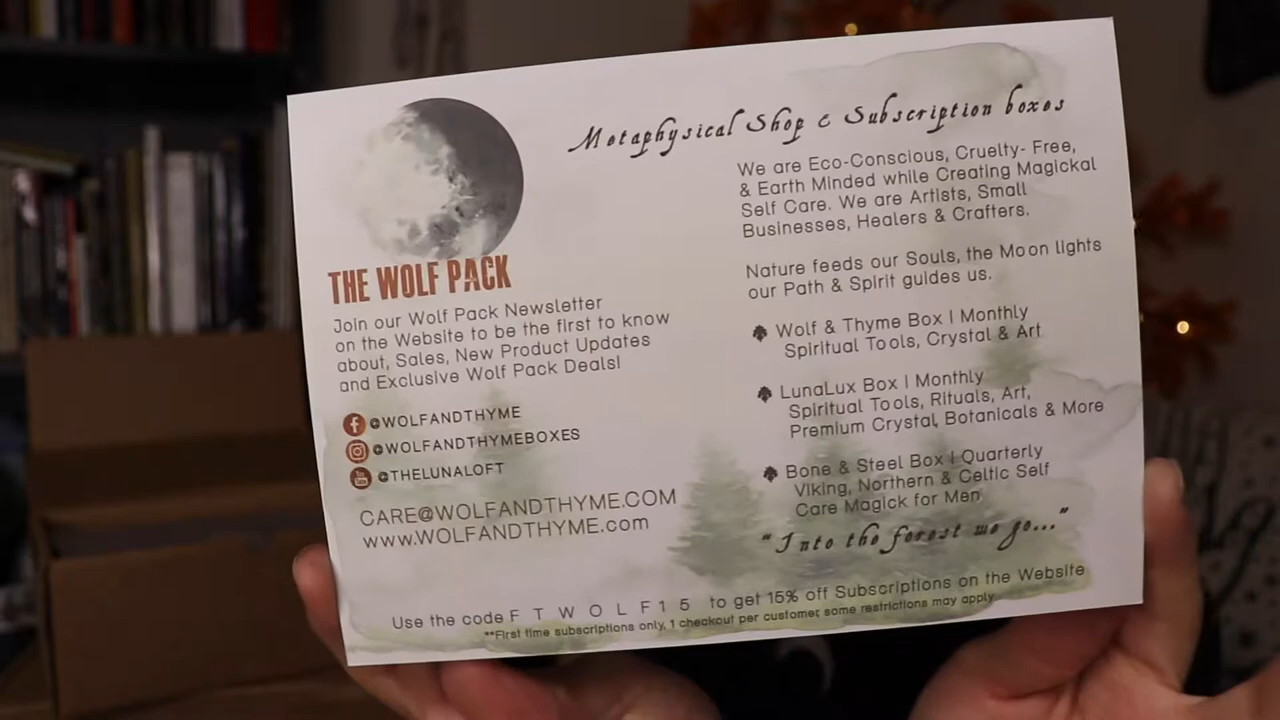 THE WOLF PACK
Join our Wolf Pack Newsletter
on the Website to be the first to know
about, Sales, New Product Updates
and Exclusive Wolf Pack Deals!
@WOLFANDTHYME
@WOLFANDTHYMEBOXES
@THELUNALOFT
CARE@WOLFANDTHYME.COM
www.WOLFANDTHYME.com
Metaphysical Shop & Subscription boxes
We are Eco-Conscious, Cruelty- Free,
& Earth Minded while Creating Magickal
Self Care. We are Artists, Small
Businesses, Healers & Crafters.
Nature feeds our Souls, the Moon lights
our Path & Spirit guides us.
Wolf & Thyme Box | Monthly
Spiritual Tools, Crystal & Art
LunaLux Box | Monthly
Spiritual Tools, Rituals, Art,
Premium Crystal, Botanicals & More
Bone & Steel Box | Quarterly
Viking, Northern & Celtic Self
Care Magick for Men
"Into the forest we go..."
Use the code F T W O L F 1 5 to get 15% off Subscriptions on the Website
**First time subscriptions only, 1 checkout per customer, some restrictions may apply